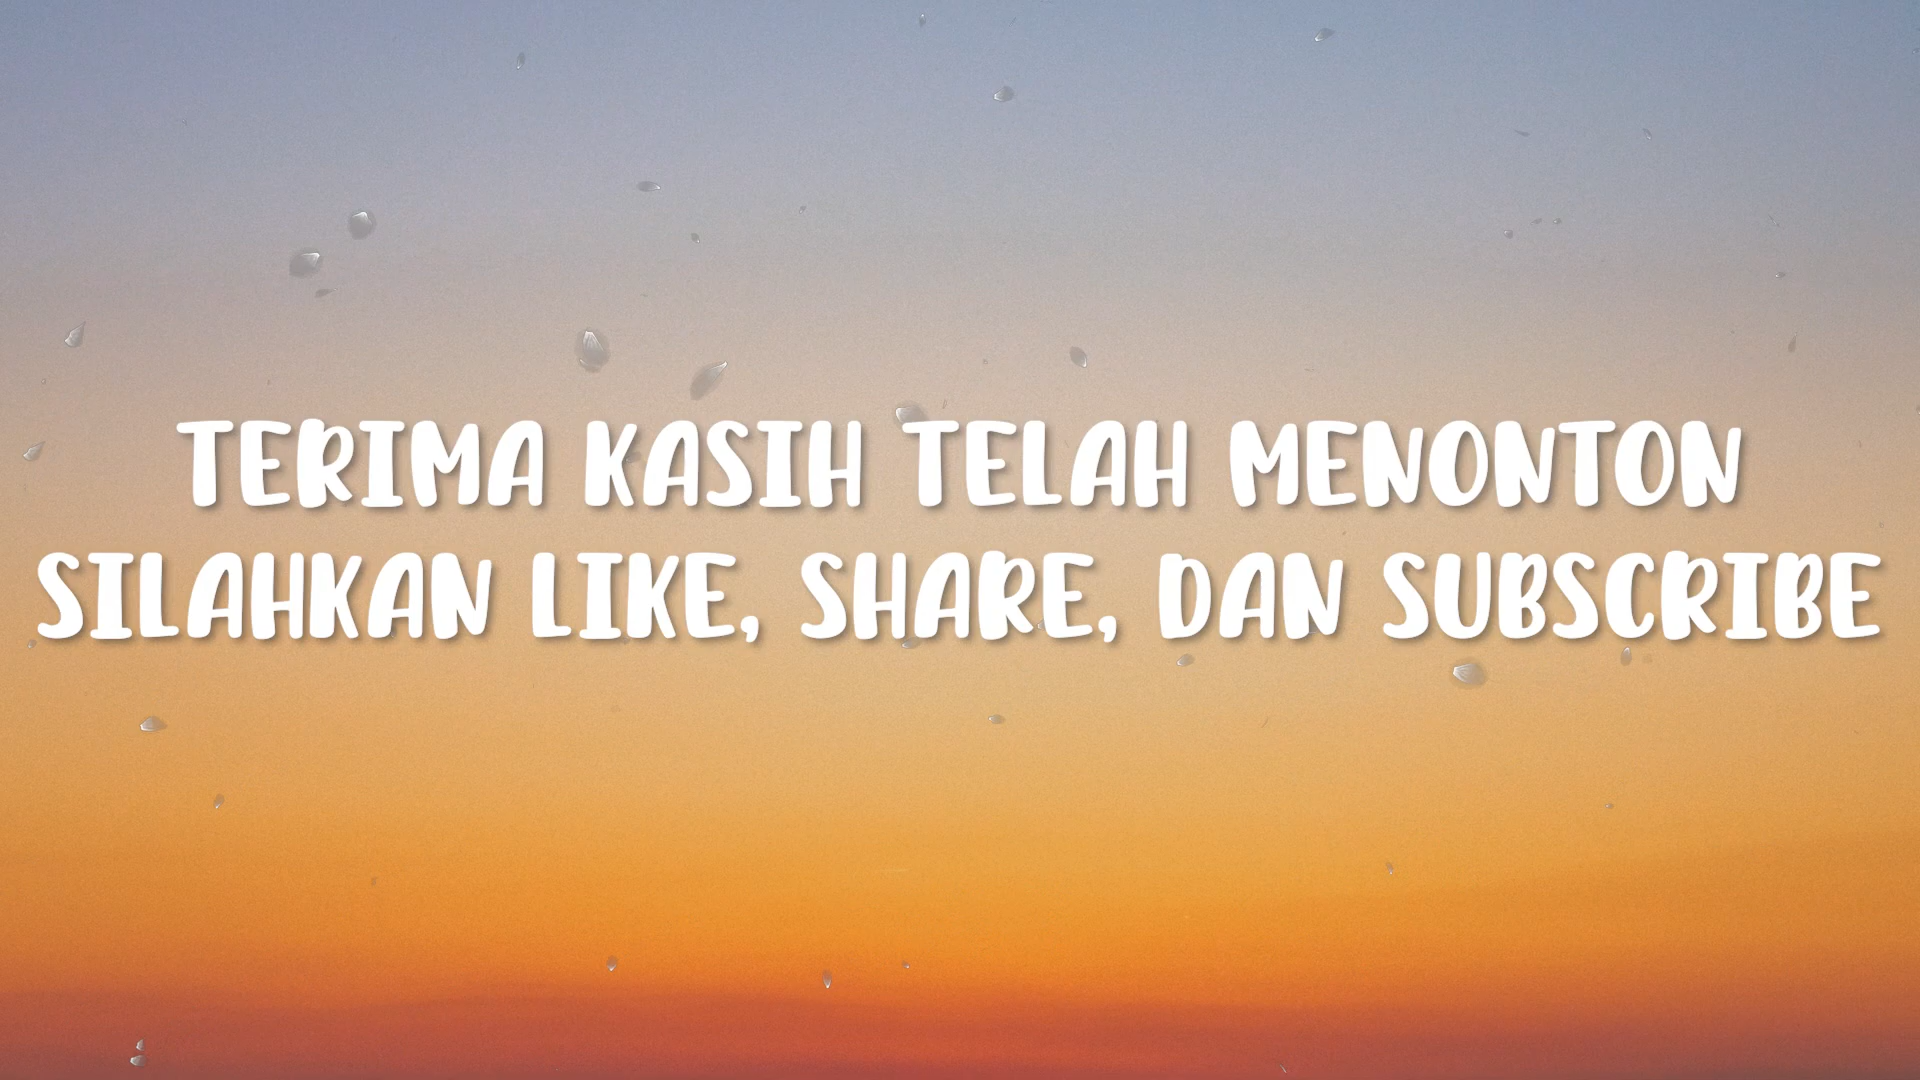 TERIMA KASIH TELAH MENONTON
SILAHKAN LIKE, SHARE, DAN SUBSCRIBE